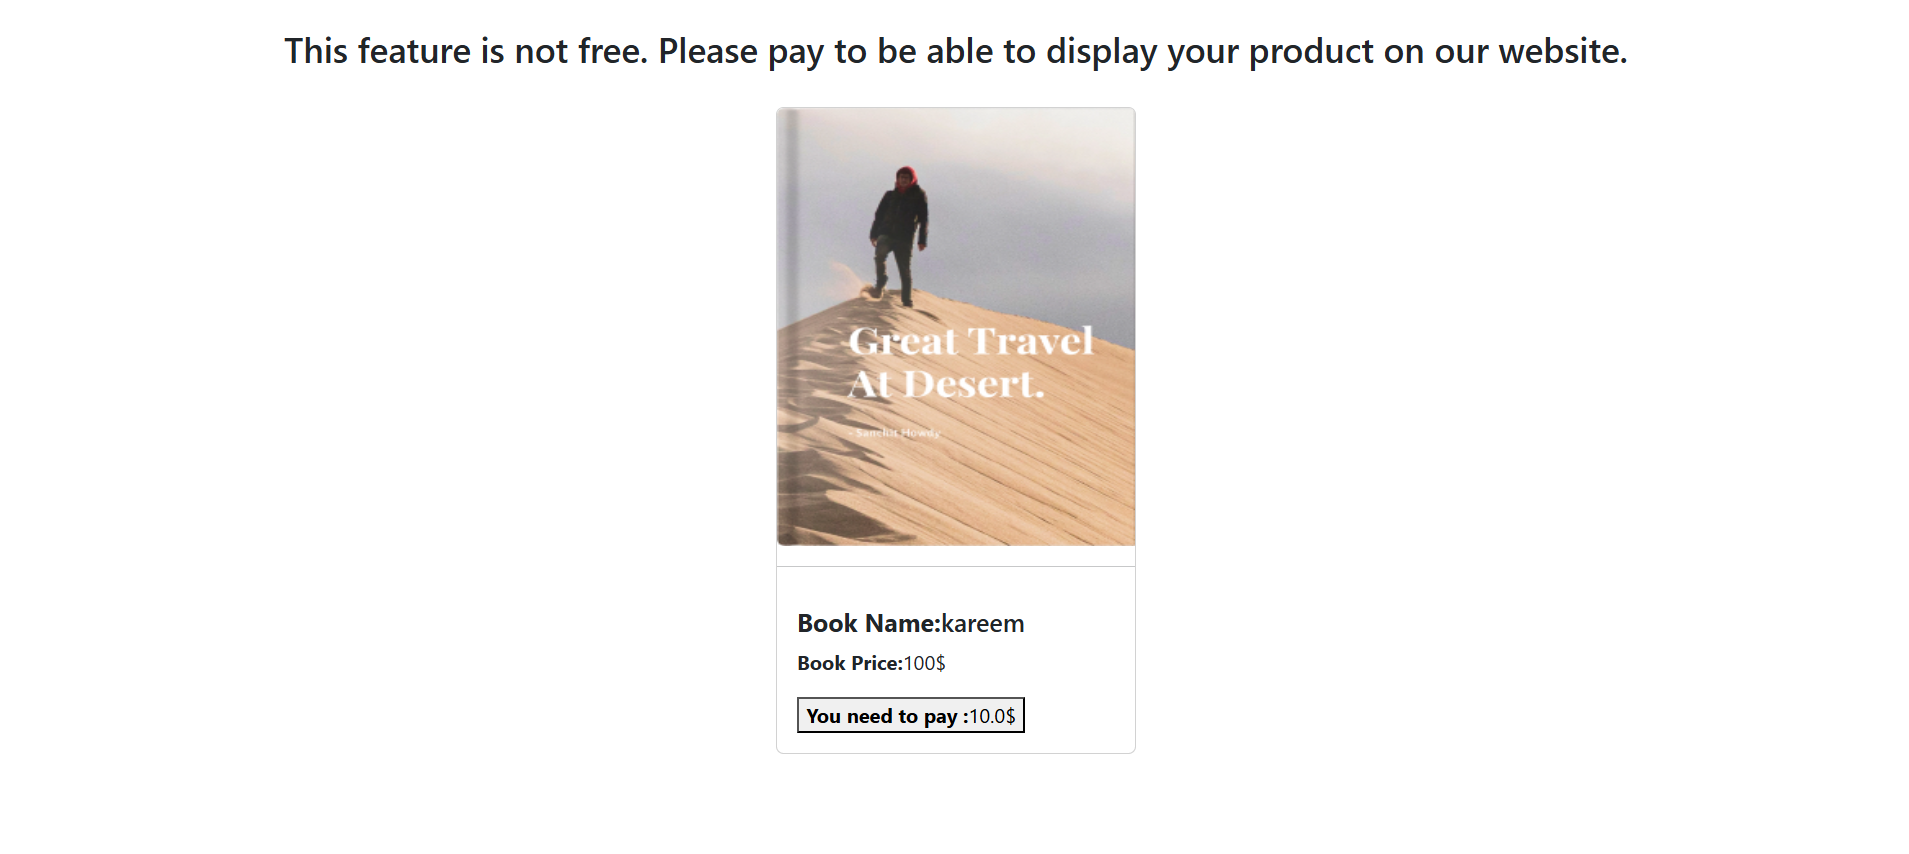 This feature is not free. Please pay to be able to display your product on our website.
Great Travel
At Desert.
- Sanchit Howdy
Book Name:kareem
Book Price:100$
You need to pay :10.0$